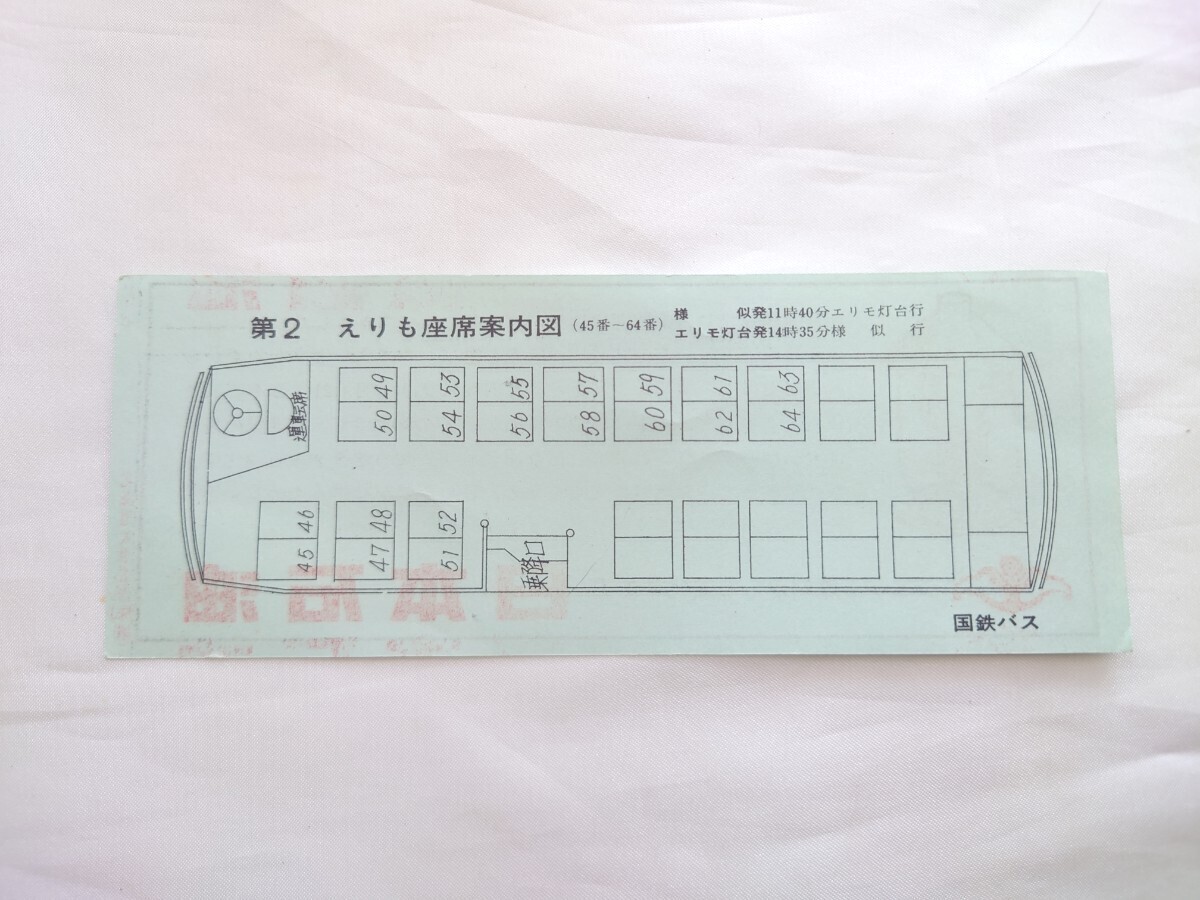 第2 えりも座席案内図 (45番~64番)
様 似発11時40分エリモ灯台行
エリモ灯台発14時35分様 似 行
運転席
49 53 55 57 59 61 63
50 54 56 58 60 62 64
46 48 52
45 47 51
乗降口
国鉄バス